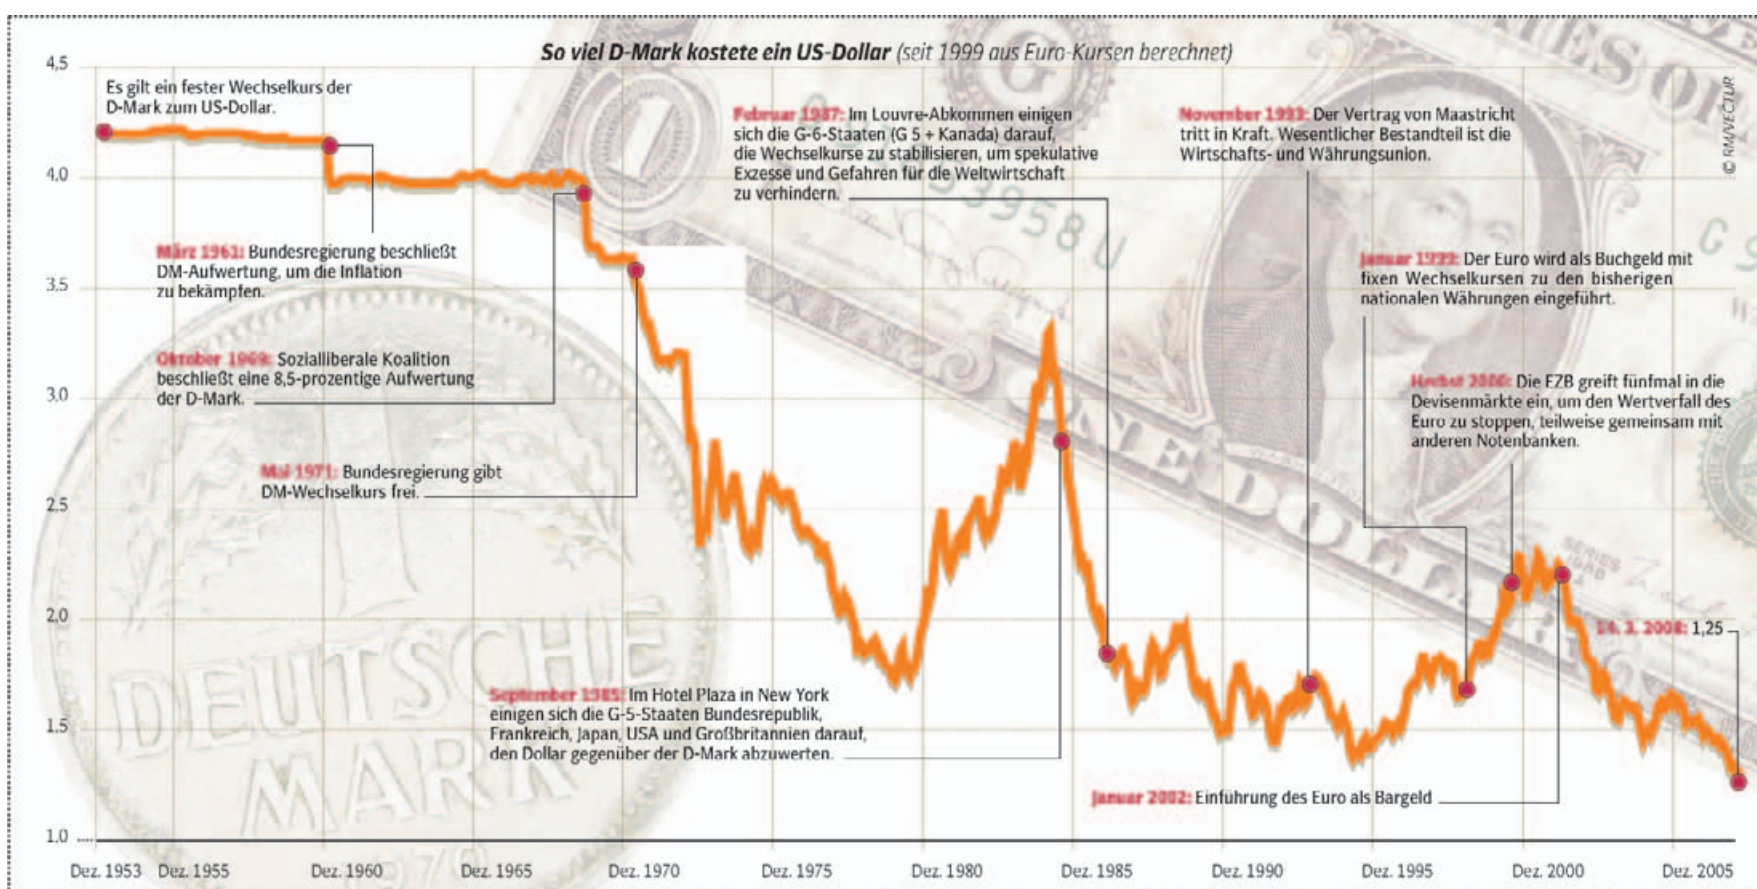 So viel D-Mark kostete ein US-Dollar (seit 1999 aus Euro-Kursen berechnet)
4,5
4,0
3,5
3,0
2,5
2,0
1,5
1,0
Es gilt ein fester Wechselkurs der
D-Mark zum US-Dollar.
März 1961: Bundesregierung beschließt
DM-Aufwertung, um die Inflation
zu bekämpfen.
Oktober 1969: Sozialliberale Koalition
beschließt eine 8,5-prozentige Aufwertung
der D-Mark.
Mai 1971: Bundesregierung gibt
DM-Wechselkurs frei.
September 1985: Im Hotel Plaza in New York
einigen sich die G-5-Staaten Bundesrepublik,
Frankreich, Japan, USA und Großbritannien darauf,
den Dollar gegenüber der D-Mark abzuwerten.
Februar 1987: Im Louvre-Abkommen einigen
sich die G-6-Staaten (G 5 + Kanada) darauf,
die Wechselkurse zu stabilisieren, um spekulative
Exzesse und Gefahren für die Weltwirtschaft
zu verhindern.
November 1993: Der Vertrag von Maastricht
tritt in Kraft. Wesentlicher Bestandteil ist die
Wirtschafts- und Währungsunion.
Januar 1999: Der Euro wird als Buchgeld mit
fixen Wechselkursen zu den bisherigen
nationalen Währungen eingeführt.
Herbst 2000: Die EZB greift fünfmal in die
Devisenmärkte ein, um den Wertverfall des
Euro zu stoppen, teilweise gemeinsam mit
anderen Notenbanken.
14. 3. 2008: 1,25
Januar 2002: Einführung des Euro als Bargeld
© RM/VECTUR
Dez. 1953 Dez. 1955 Dez. 1960 Dez. 1965 Dez. 1970 Dez. 1975 Dez. 1980 Dez. 1985 Dez. 1990 Dez. 1995 Dez. 2000 Dez. 2005
DEUTSCHE
MARK
ONE DOLLAR